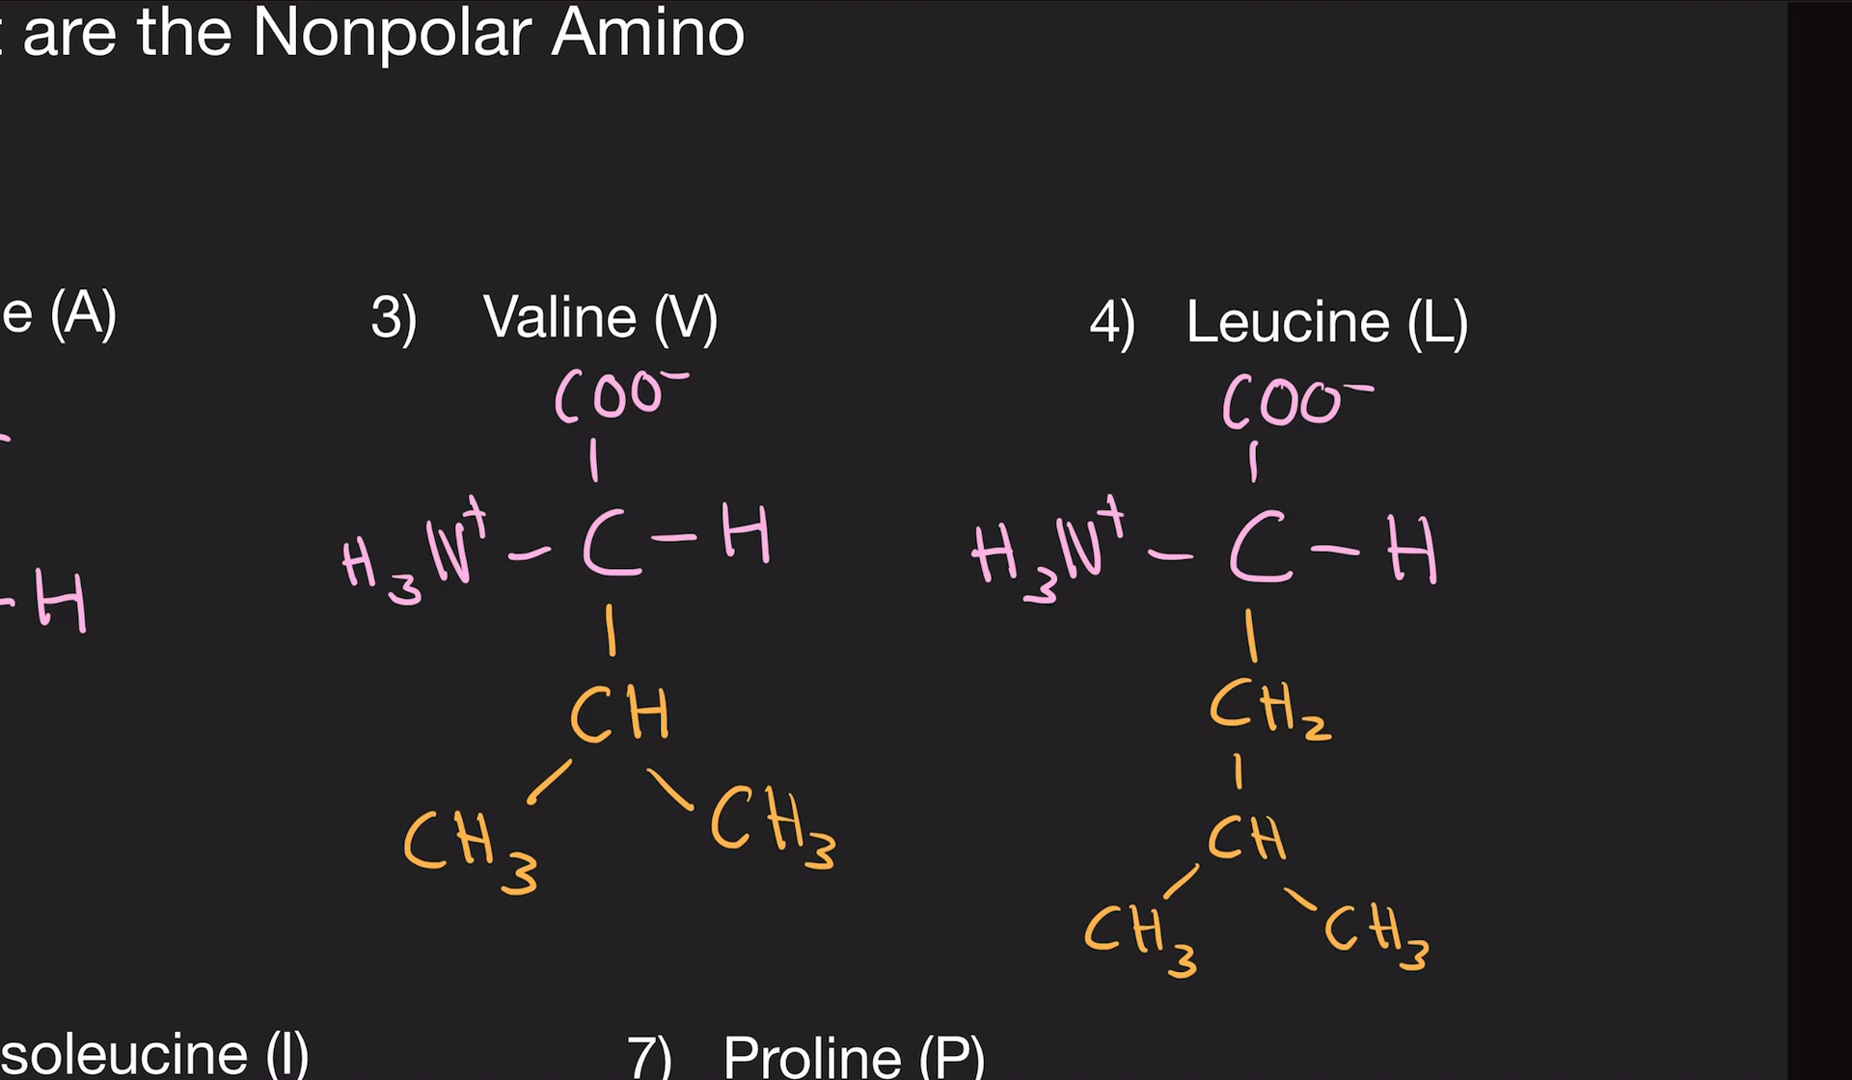 : are the Nonpolar Amino
e (A)
3) Valine (V)
4) Leucine (L)
COO⁻
COO⁻
H₃N⁺ – C – H
H₃N⁺ – C – H
– H
CH
CH₂
CH₃ CH₃
CH
CH₃ CH₃
soleucine (I)
7) Proline (P)